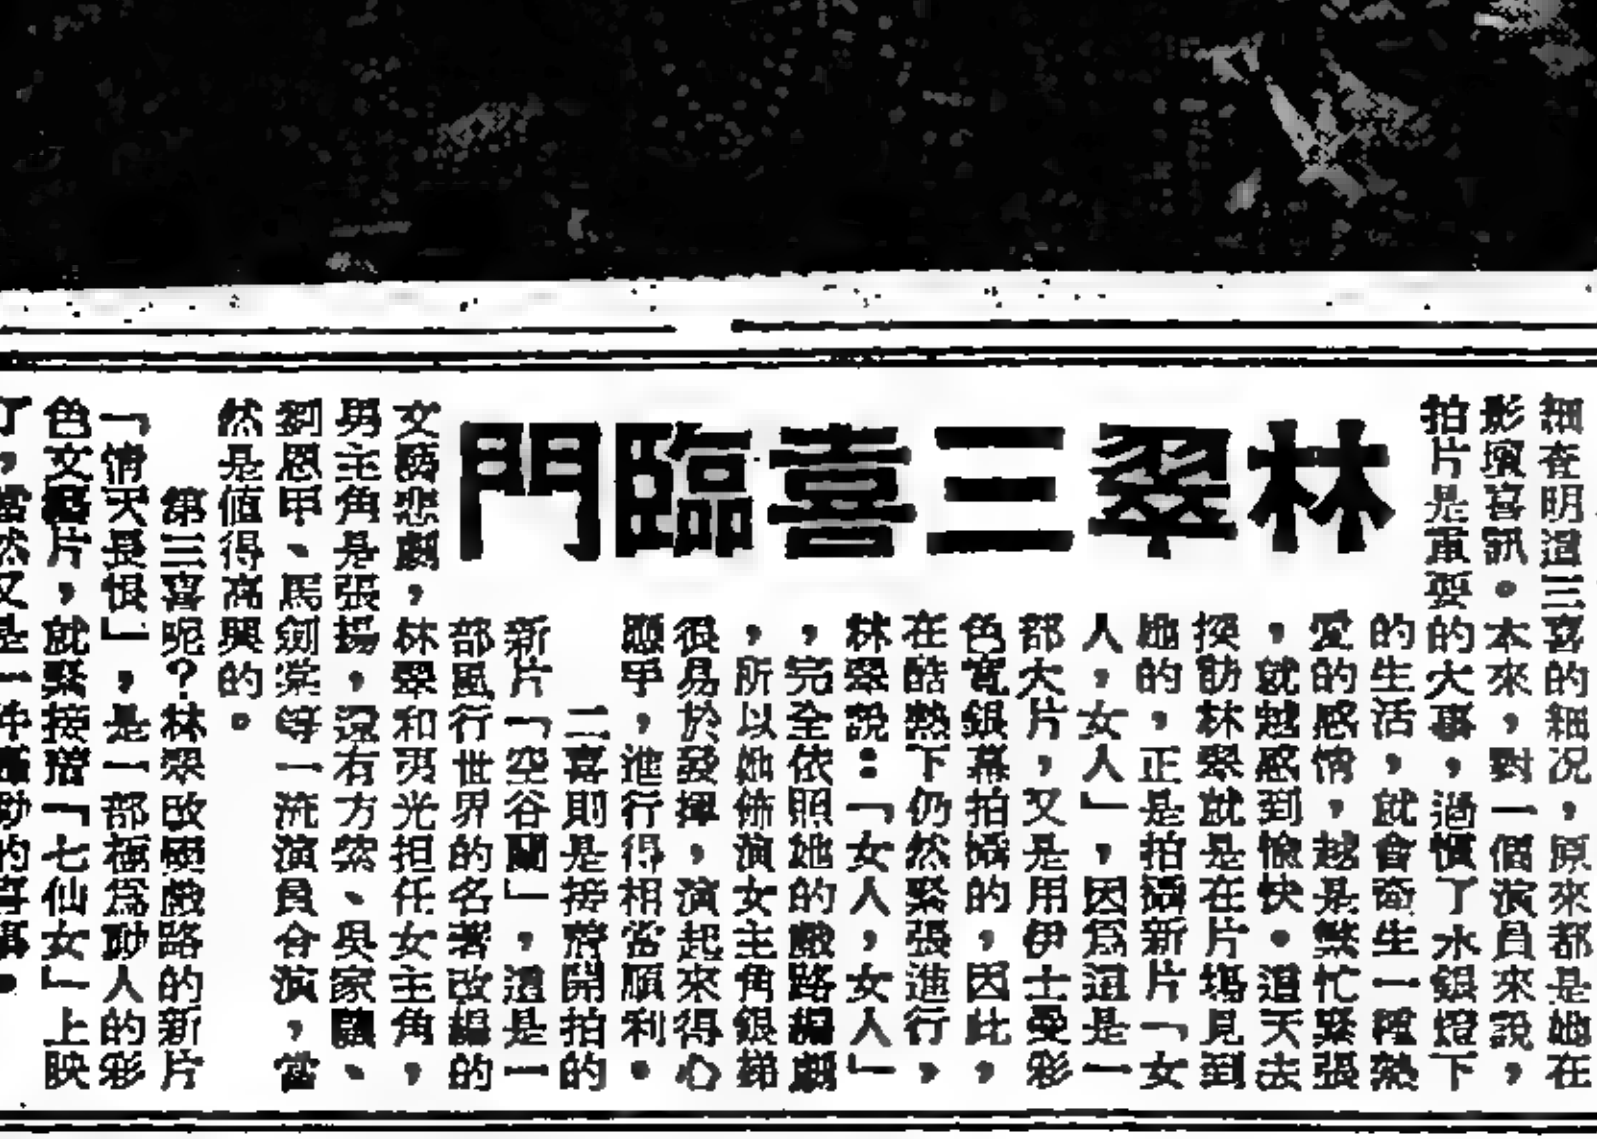 林翠三喜臨門
細查明這三喜的細况，原來都是她在
影壇喜訊。本來，對一個演員來說，
拍片是重要的大事，過慣了水銀燈下
的生活，就會產生一種熱
愛的感情，越是繁忙緊張
，就越感到愉快。這天去
探訪林翠就是在片塲見到
她的，正是拍攝新片「女
人，女人」，因爲這是一
部大片，又是用伊士曼彩
色寬銀幕拍攝的，因此，
在酷熱下仍然緊張進行，
林翠說：「女人，女人」
，完全依照她的戲路編劇
，所以她飾演女主角銀梯
很易於發揮，演起來得心
應手，進行得相當順利。
二喜則是接着開拍的
新片「空谷蘭」，這是一
部風行世界的名著改編的
文藝悲劇，林翠和男光担任女主角，
男主角是張揚，還有方縈、吳家驤、
劉恩甲、馬劍棠等一流演員合演，當
然是值得高興的。
第三喜呢？林翠改變戲路的新片
「情天長恨」，是一部極爲動人的彩
色文藝片，就緊接着「七仙女」上映
了，當然又是一件轟動的喜事。